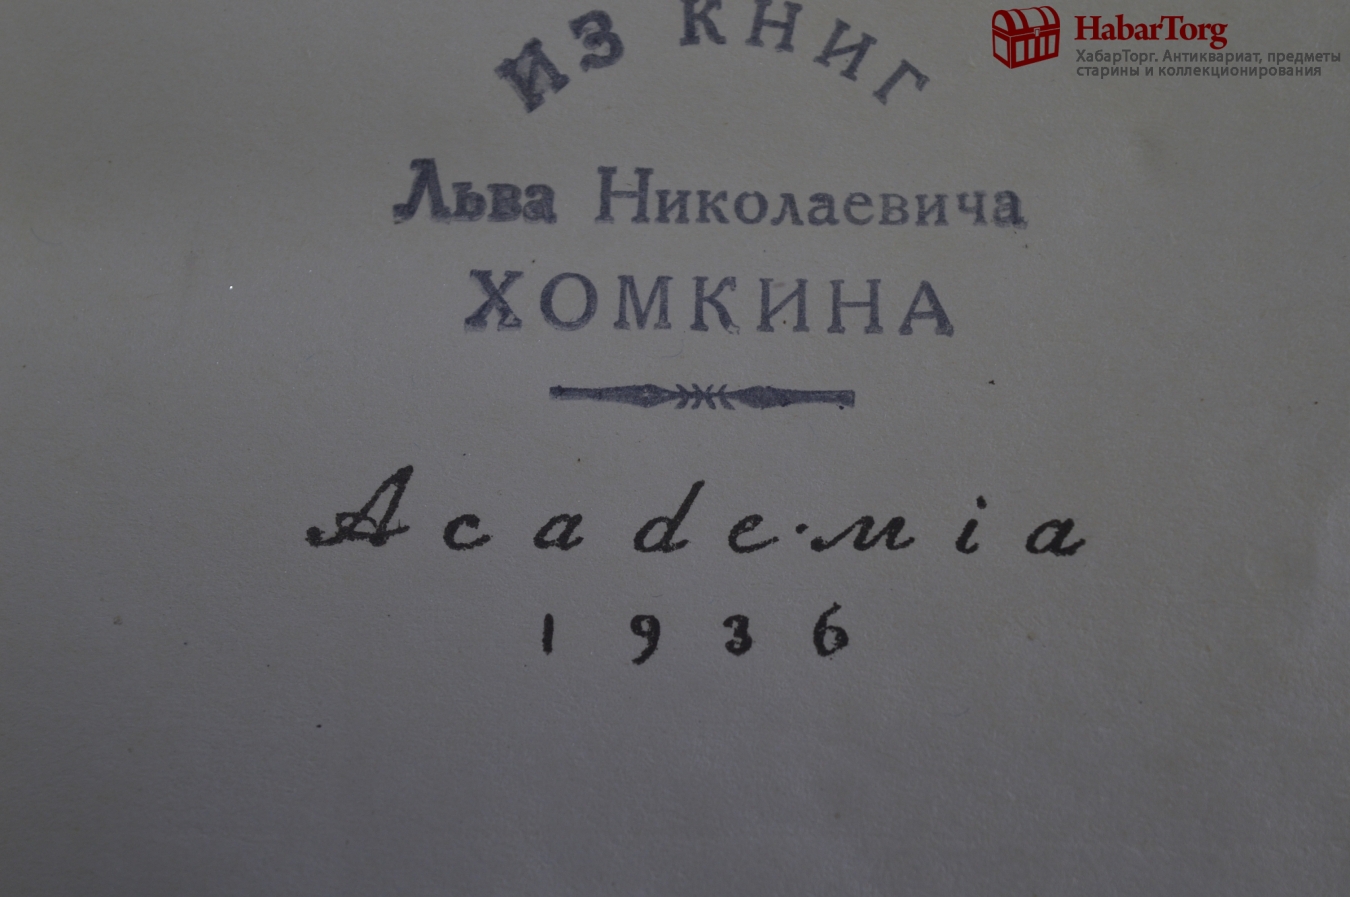 ИЗ КНИГ
Льва Николаевича
ХОМКИНА
Academia
1936
HabarTorg
ХабарТорг. Антиквариат, предметы
старины и коллекционирования